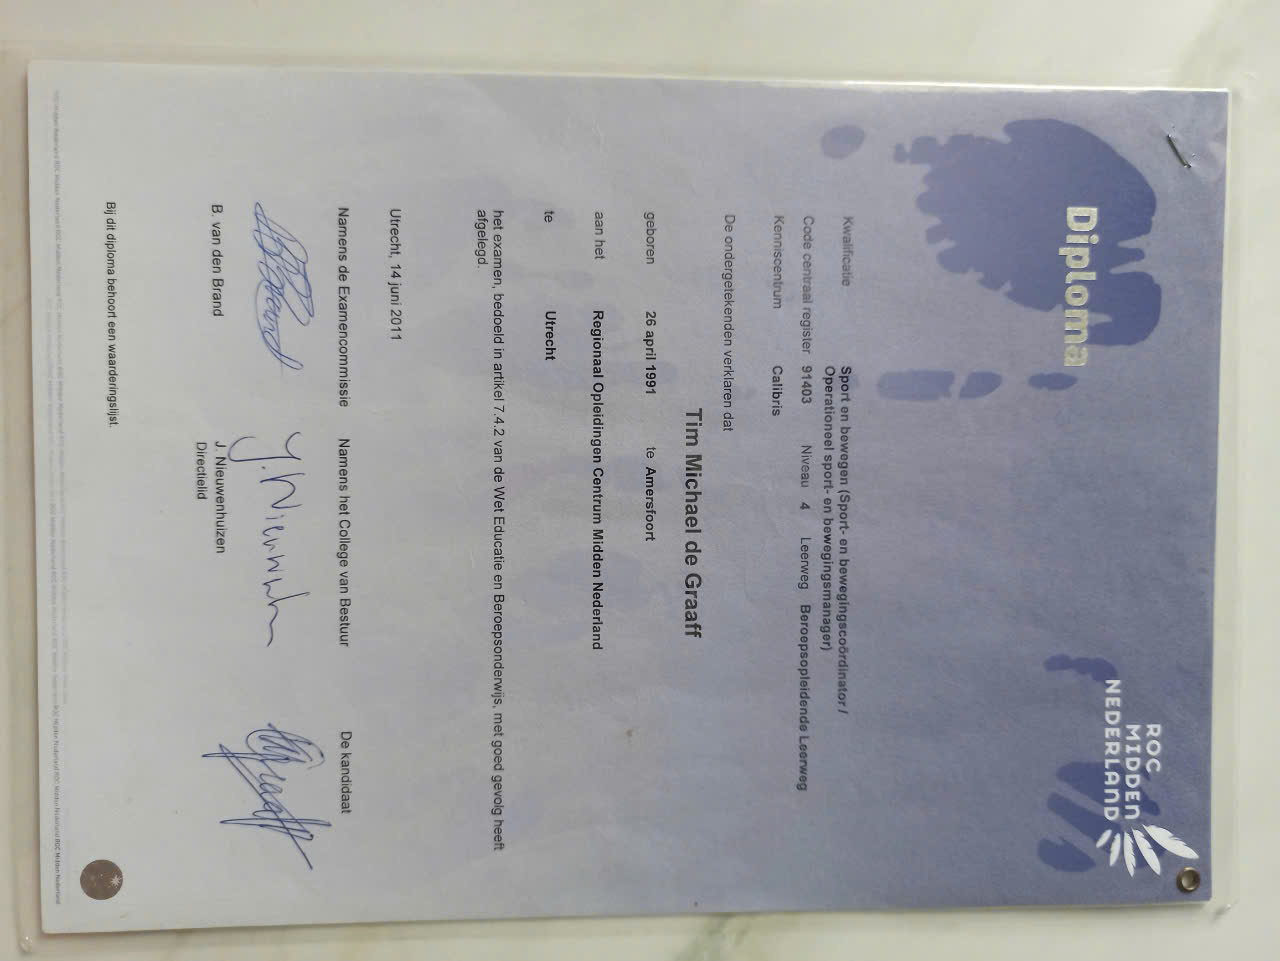 Diploma
ROC
MIDDEN
NEDERLAND
Kwalificatie Sport en bewegen (Sport- en bewegingscoördinator /
Operationeel sport- en bewegingsmanager)
Code centraal register 91403 Niveau 4 Leerweg Beroepsopleidende Leerweg
Kenniscentrum Calibris
De ondergetekenden verklaren dat
Tim Michael de Graaff
geboren 26 april 1991 te Amersfoort
aan het Regionaal Opleidingen Centrum Midden Nederland
te Utrecht
het examen, bedoeld in artikel 7.4.2 van de Wet Educatie en Beroepsonderwijs, met goed gevolg heeft
afgelegd.
Utrecht, 14 juni 2011
Namens de Examencommissie Namens het College van Bestuur De kandidaat
B. van den Brand J. Nieuwenhuizen
Directielid
Bij dit diploma behoort een waarderingslijst.